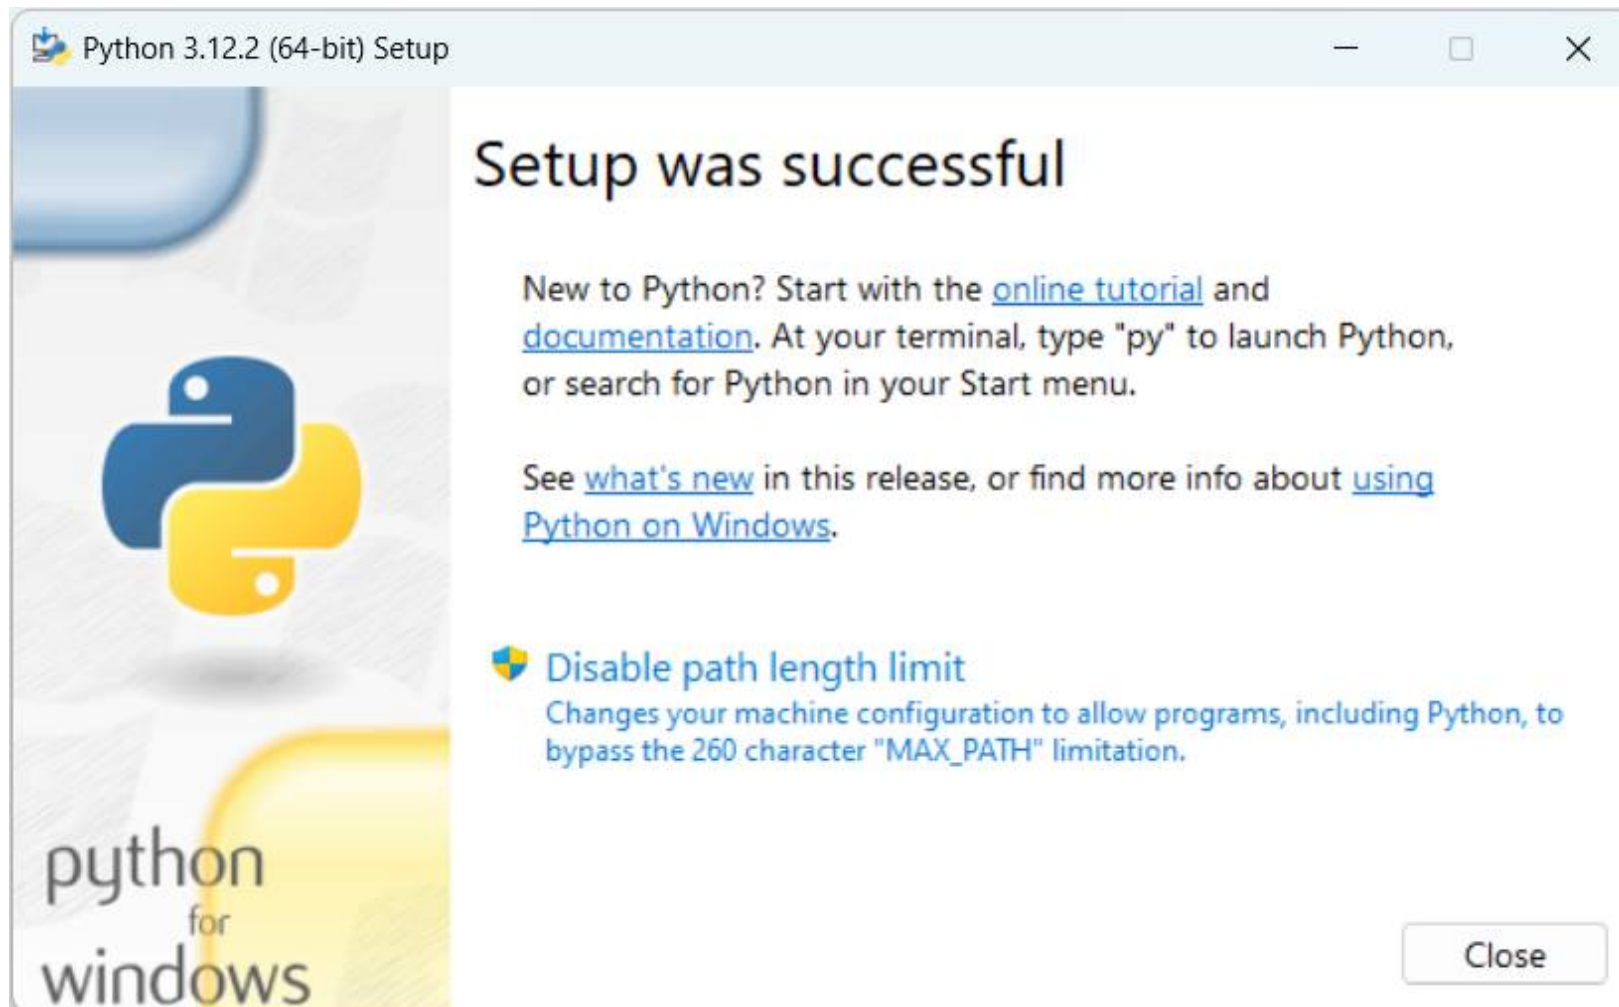 Python 3.12.2 (64-bit) Setup
Setup was successful
New to Python? Start with the online tutorial and
documentation. At your terminal, type "py" to launch Python,
or search for Python in your Start menu.
See what's new in this release, or find more info about using
Python on Windows.
Disable path length limit
Changes your machine configuration to allow programs, including Python, to
bypass the 260 character "MAX_PATH" limitation.
python
for
windows
Close